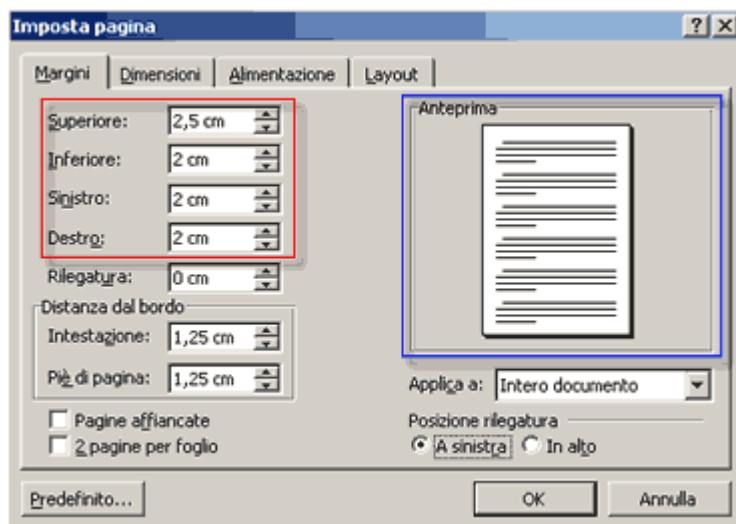 Imposta pagina
Margini Dimensioni Alimentazione Layout
Superiore: 2,5 cm
Inferiore: 2 cm
Sinistro: 2 cm
Destro: 2 cm
Rilegatura: 0 cm
Distanza dal bordo
Intestazione: 1,25 cm
Piè di pagina: 1,25 cm
Pagine affiancate
2 pagine per foglio
Anteprima
Applica a: Intero documento
Posizione rilegatura
A sinistra In alto
Predefinito... OK Annulla